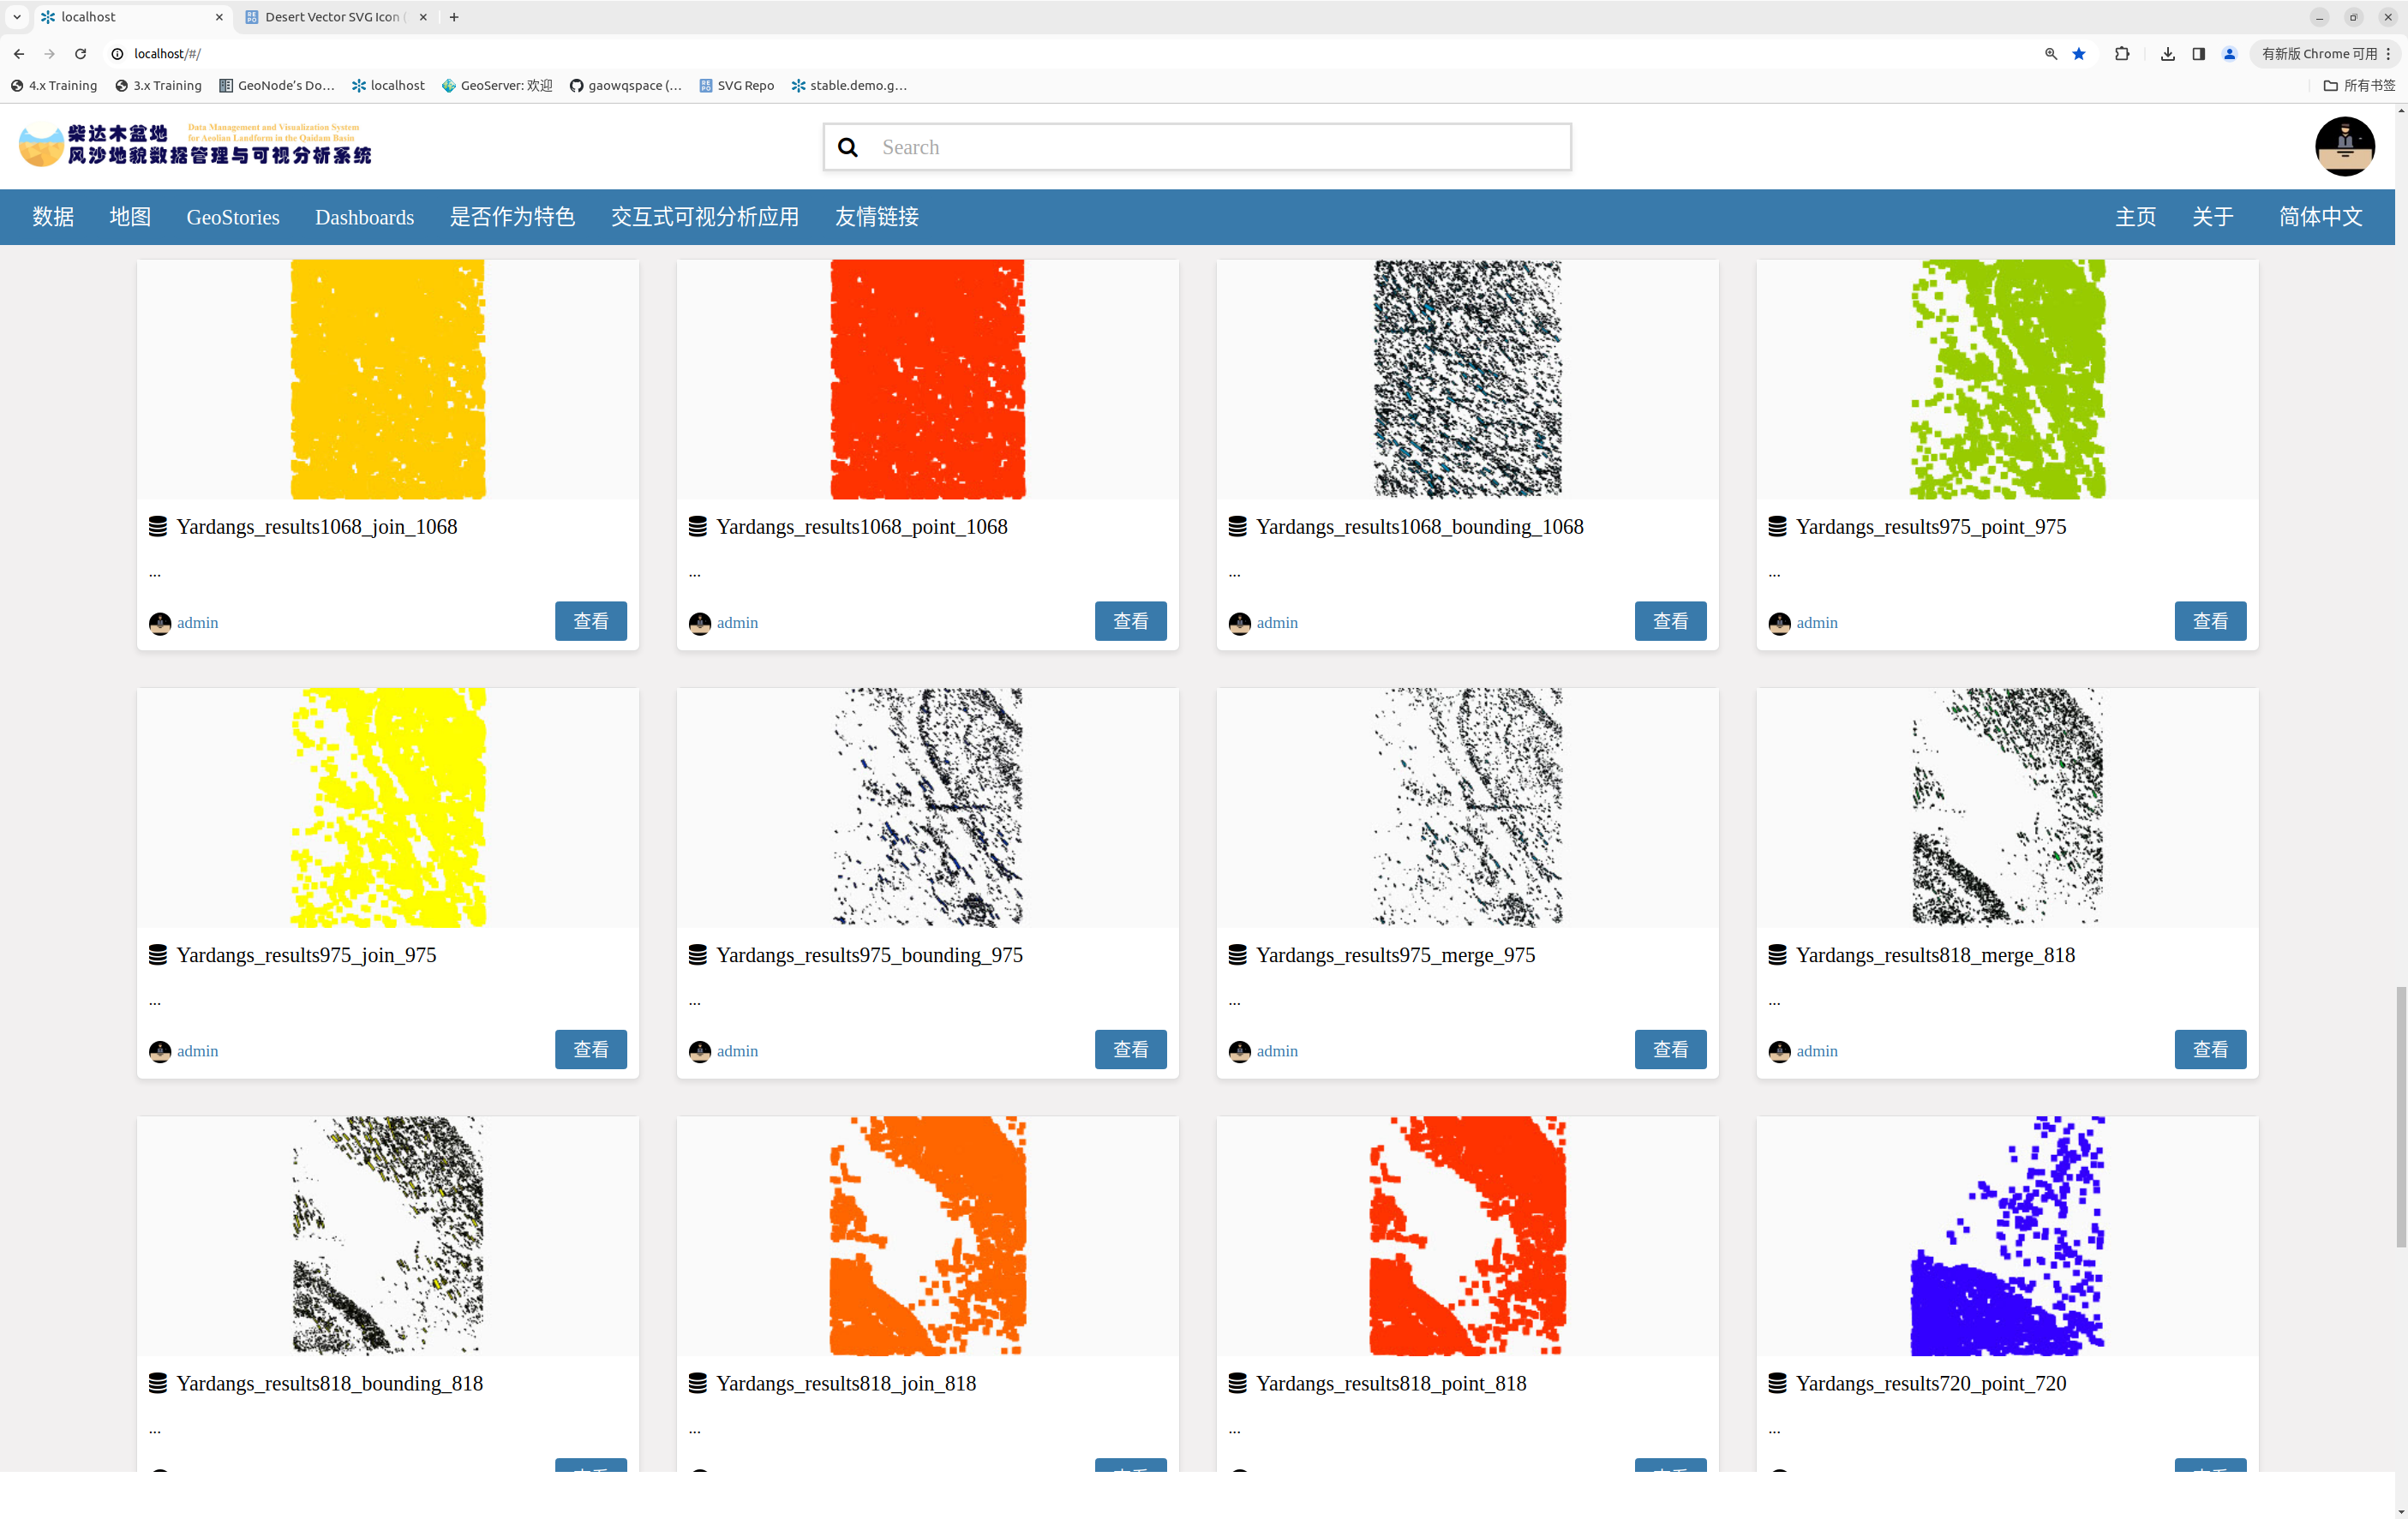 localhost
Desert Vector SVG Icon (
localhost/#/
有新版 Chrome 可用
4.x Training 3.x Training GeoNode's Do... localhost GeoServer: 欢迎 gaowqspace (... SVG Repo stable.demo.g... 所有书签
柴达木盆地
Data Management and Visualization System
for Aeolian Landform in the Qaidam Basin
风沙地貌数据管理与可视分析系统
Search
数据 地图 GeoStories Dashboards 是否作为特色 交互式可视分析应用 友情链接 主页 关于 简体中文
Yardangs_results1068_join_1068
...
admin 查看
Yardangs_results1068_point_1068
...
admin 查看
Yardangs_results1068_bounding_1068
...
admin 查看
Yardangs_results975_point_975
...
admin 查看
Yardangs_results975_join_975
...
admin 查看
Yardangs_results975_bounding_975
...
admin 查看
Yardangs_results975_merge_975
...
admin 查看
Yardangs_results818_merge_818
...
admin 查看
Yardangs_results818_bounding_818
...
Yardangs_results818_join_818
...
Yardangs_results818_point_818
...
Yardangs_results720_point_720
...